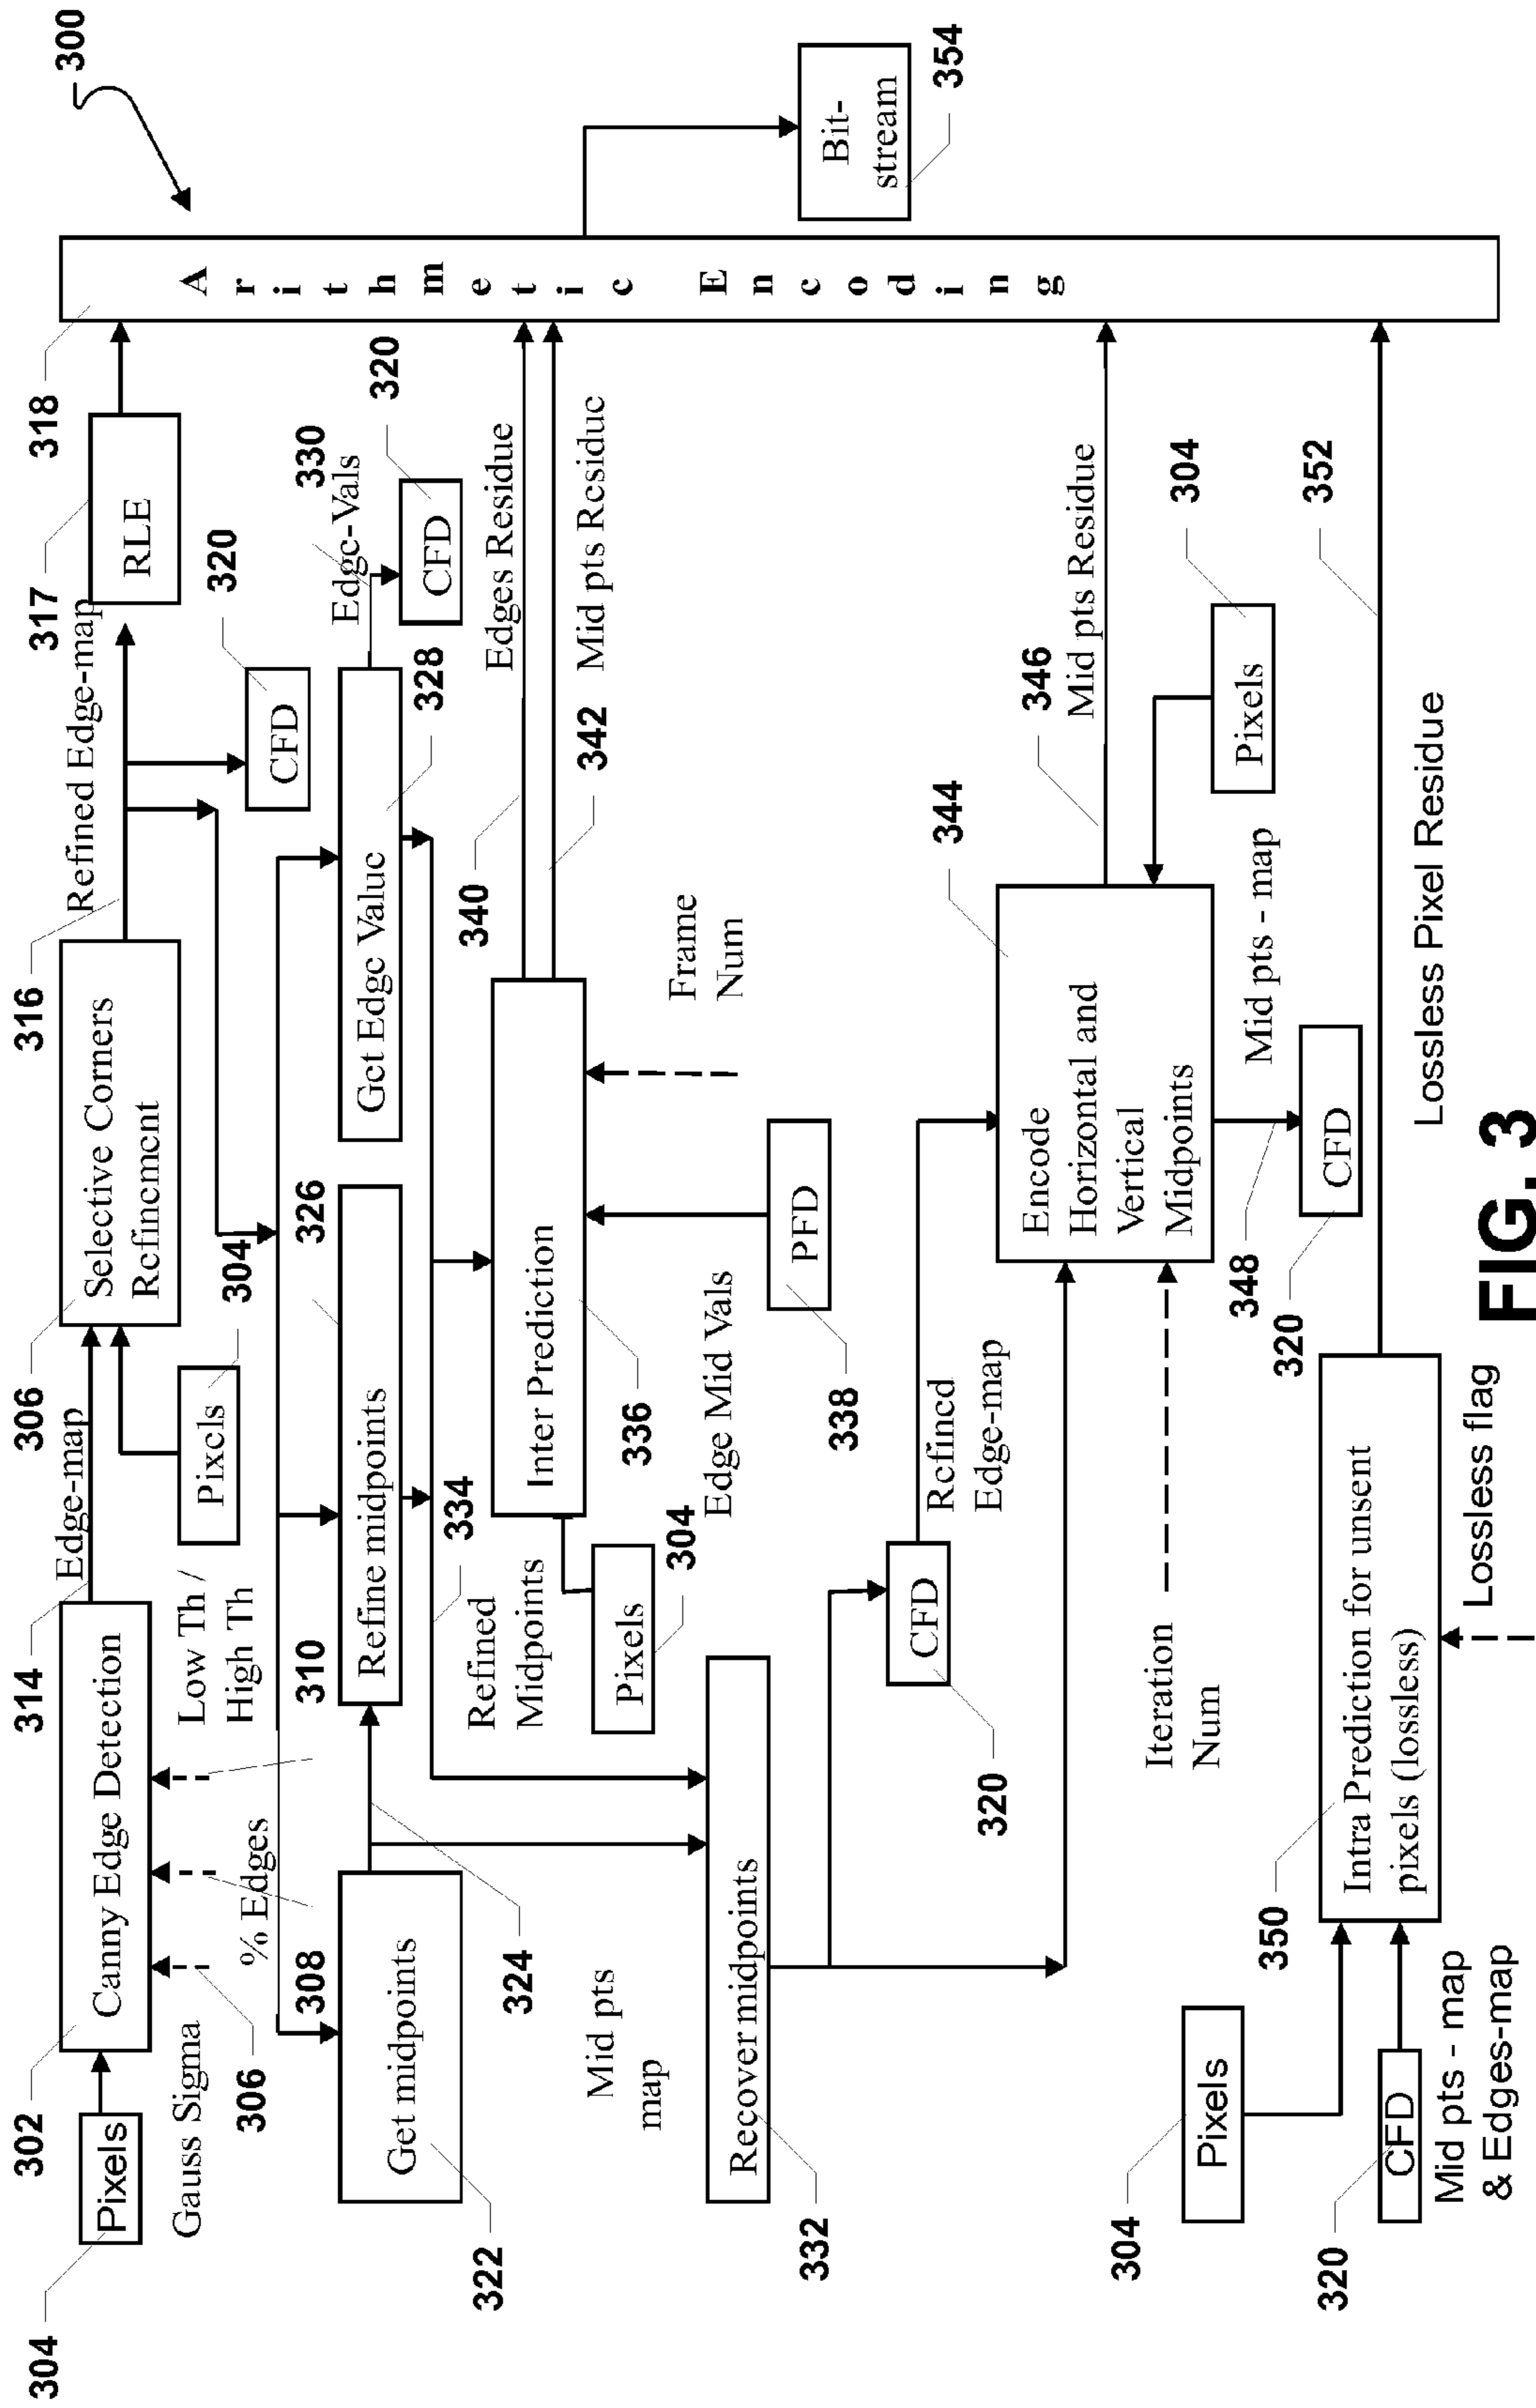 300
304
302
314
306
316
317
318
Pixels
Canny Edge Detection
Edge-map
Selective Corners
Refinement
Refined Edge-map
RLE
Arithmetic Encoding
Gauss Sigma
306
% Edges
308
Low Th /
High Th
310
Pixels
304
326
CFD
320
322
Get midpoints
324
Refine midpoints
Get Edge Value
328
Edge-Vals
330
CFD
320
Mid pts
map
Refined
Midpoints
334
Pixels
304
Inter Prediction
336
340
Edges Residue
342
Mid pts Residue
Frame
Num
Edge Mid Vals
PFD
338
Bit-
stream
354
332
Recover midpoints
CFD
320
Refined
Edge-map
Iteration
Num
Encode
Horizontal and
Vertical
Midpoints
344
346
Mid pts Residue
Pixels
304
348
Mid pts - map
CFD
320
304
Pixels
320
CFD
Mid pts - map
& Edges-map
350
Intra Prediction for unsent
pixels (lossless)
Lossless flag
352
Lossless Pixel Residue
FIG. 3